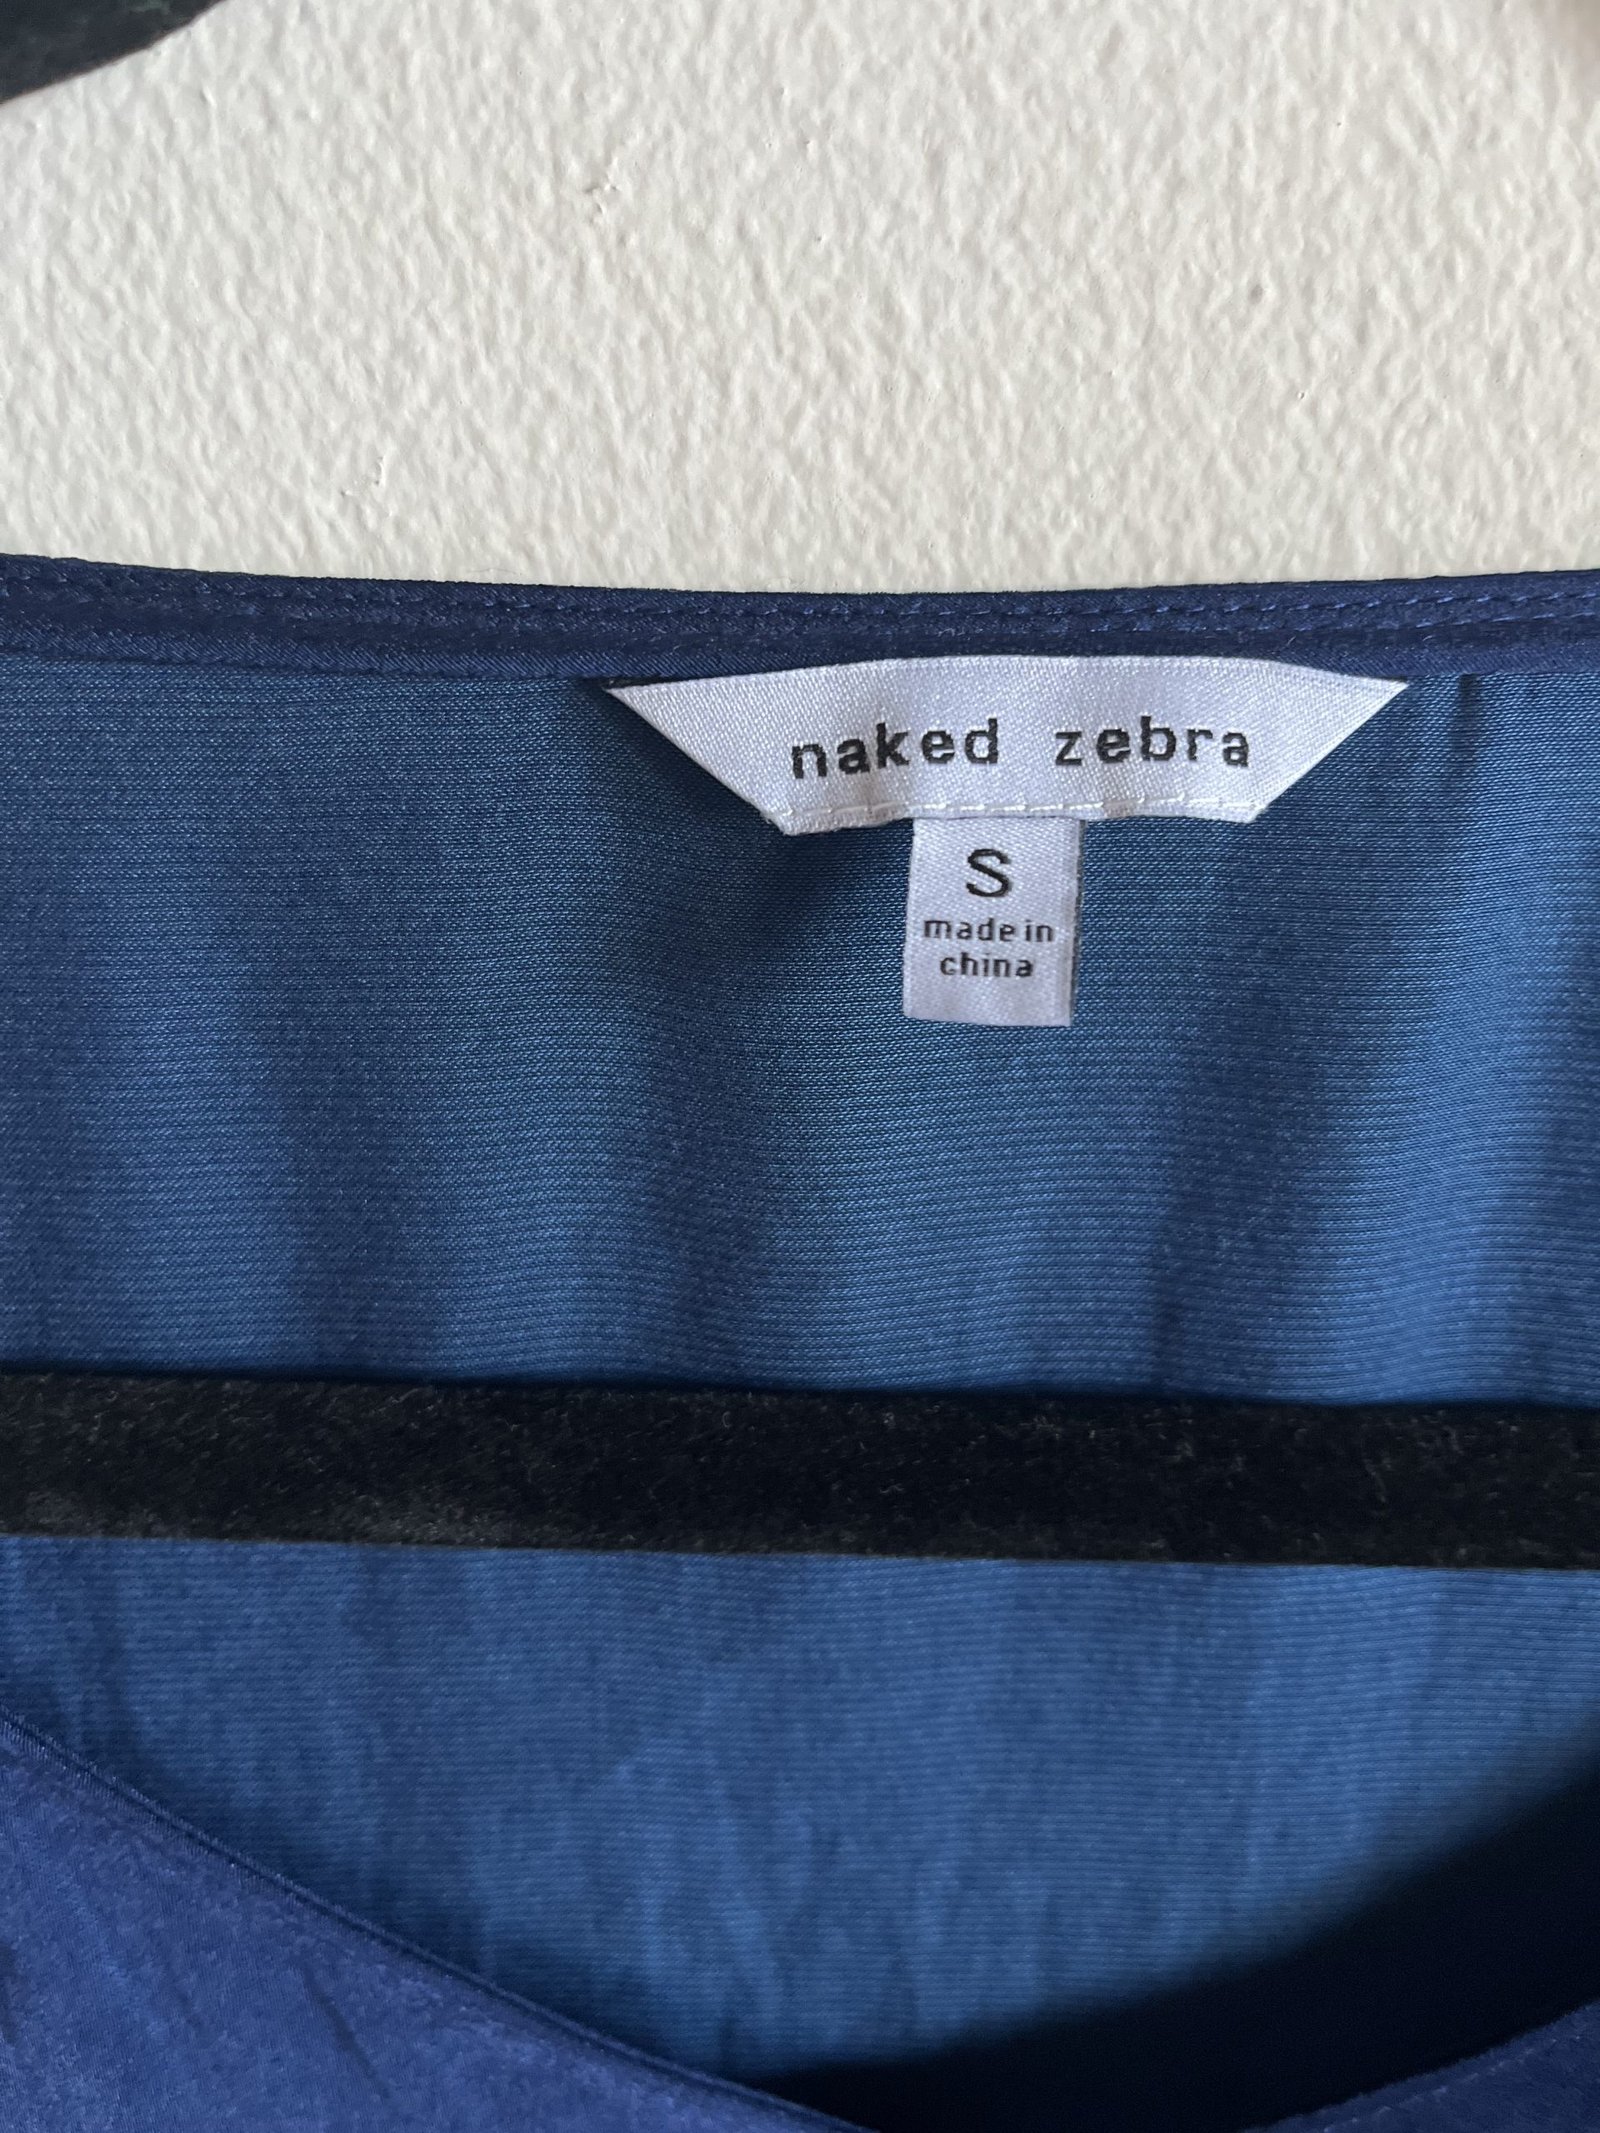 naked zebra
S
made in
china